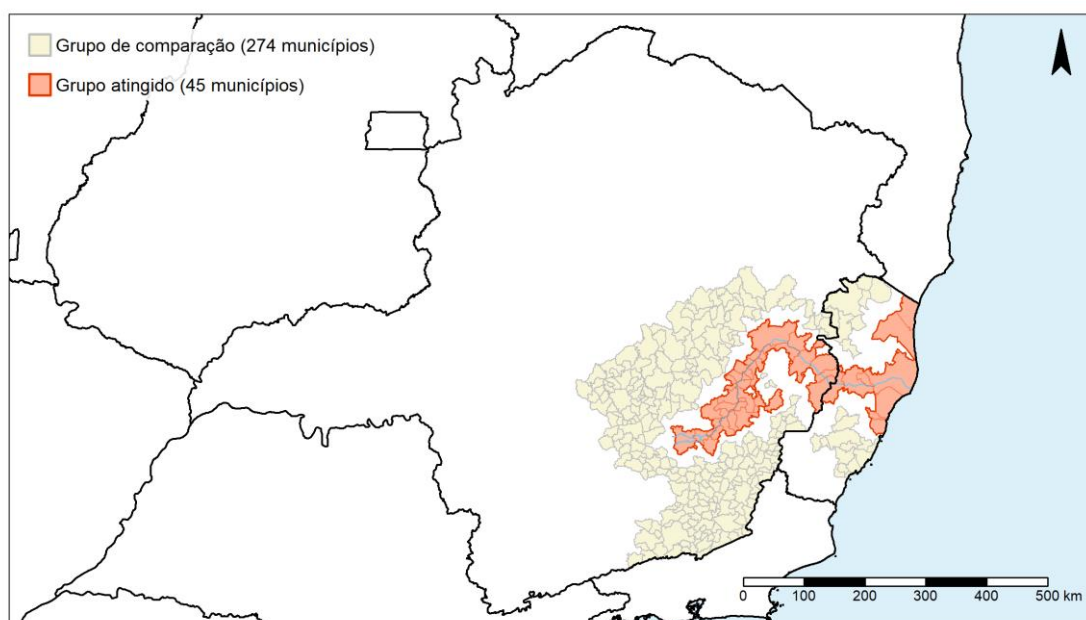 Grupo de comparação (274 municípios)
Grupo atingido (45 municípios)
0 100 200 300 400 500 km